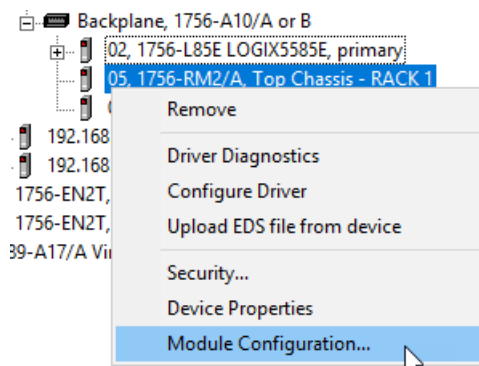 Backplane, 1756-A10/A or B
02, 1756-L85E LOGIX5585E, primary
05, 1756-RM2/A, Top Chassis - RACK 1
Remove
192.168
Driver Diagnostics
192.168
Configure Driver
1756-EN2T,
Upload EDS file from device
1756-EN2T,
89-A17/A
Security...
Device Properties
Module Configuration...